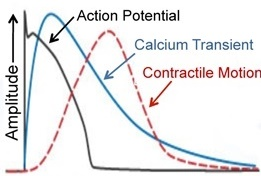 Action Potential
Calcium Transient
Contractile Motion
Amplitude